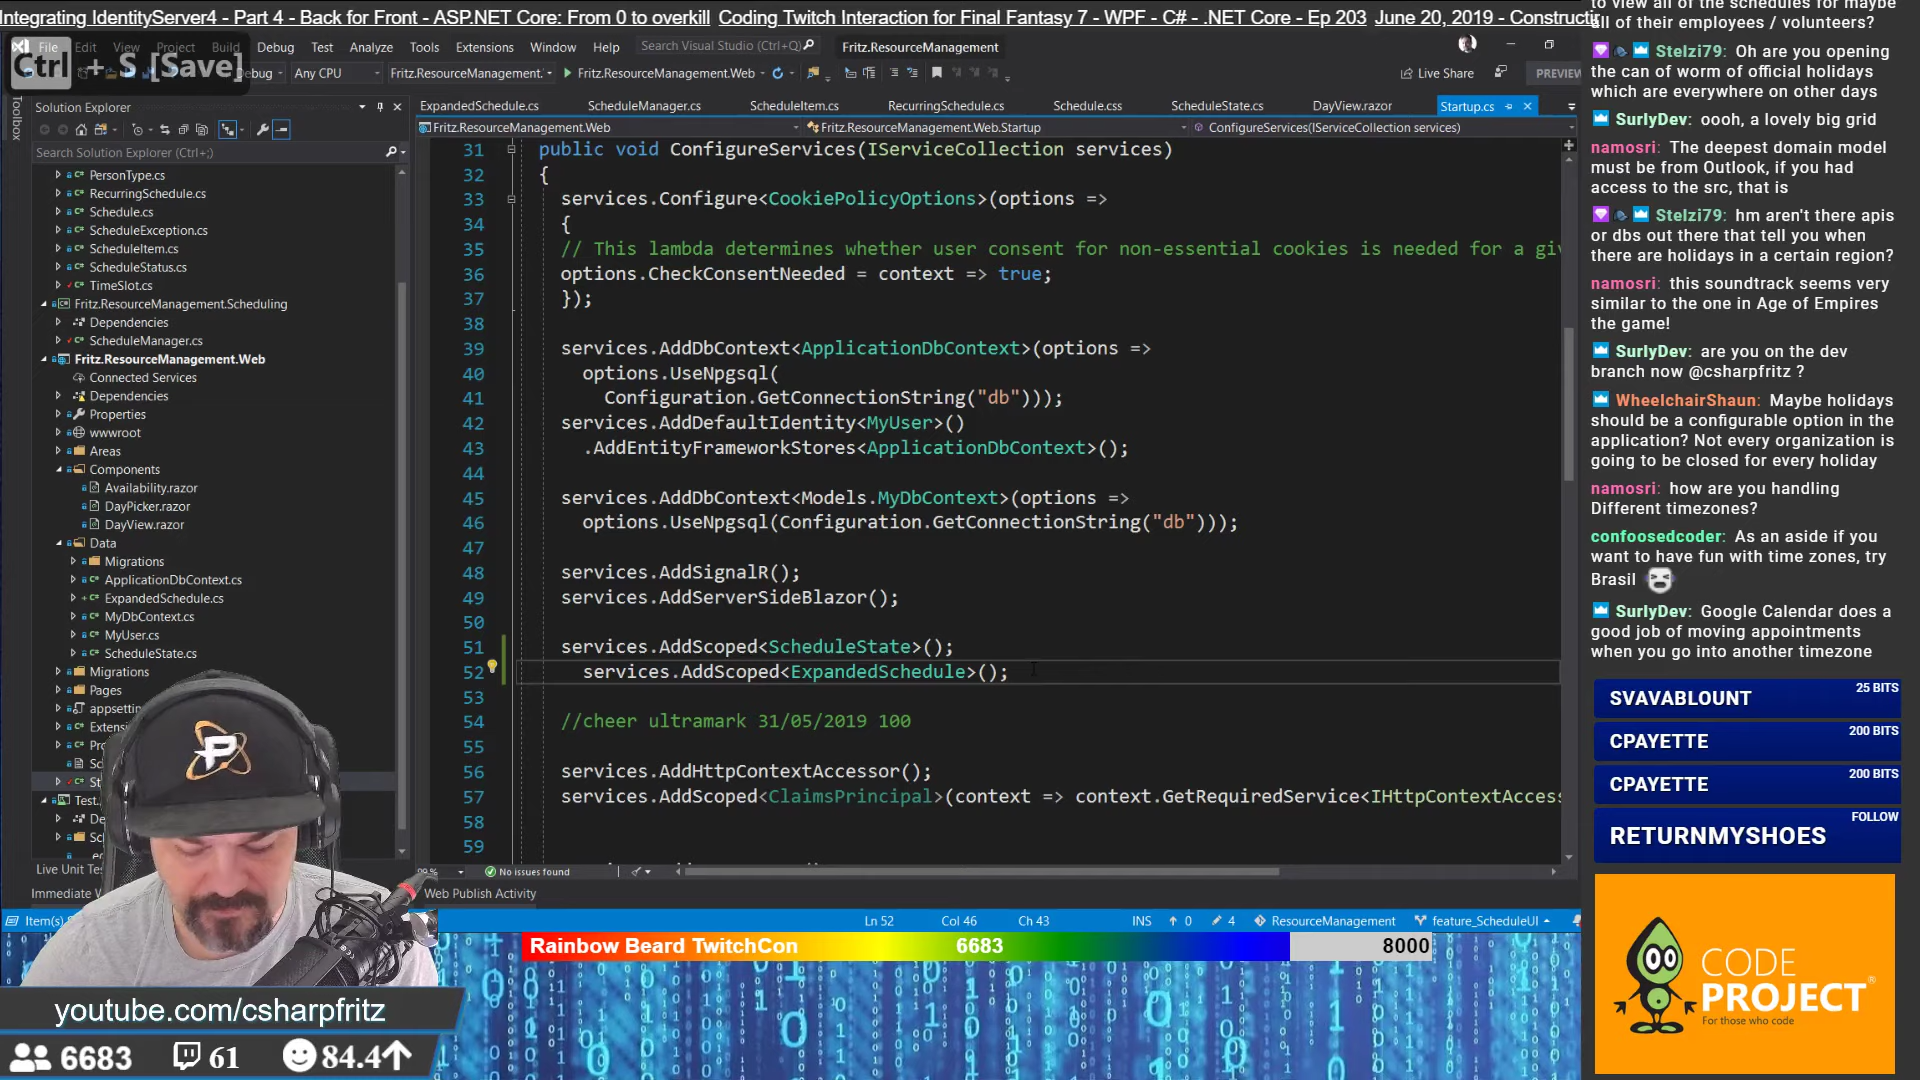 Integrating IdentityServer4 - Part 4 - Back for Front - ASP.NET Core: From 0 to overkill Coding Twitch Interaction for Final Fantasy 7 - WPF - C# - .NET Core - Ep 203 June 20, 2019 -
File Edit View Project Build Debug Test Analyze Tools Extensions Window Help Search Visual Studio (Ctrl+Q) Fritz.ResourceManagement
Ctrl + S [Save]
Debug Any CPU Fritz.ResourceManagement. Fritz.ResourceManagement.Web Live Share PREVIEW
Toolbox
Solution Explorer
Search Solution Explorer (Ctrl+;)
PersonType.cs
RecurringSchedule.cs
Schedule.cs
ScheduleException.cs
ScheduleItem.cs
ScheduleStatus.cs
TimeSlot.cs
Fritz.ResourceManagement.Scheduling
Dependencies
ScheduleManager.cs
Fritz.ResourceManagement.Web
Connected Services
Dependencies
Properties
wwwroot
Areas
Components
Availability.razor
DayPicker.razor
DayView.razor
Data
Migrations
ApplicationDbContext.cs
ExpandedSchedule.cs
MyDbContext.cs
MyUser.cs
ScheduleState.cs
Migrations
Pages
Live Unit
Immediate
ExpandedSchedule.cs ScheduleManager.cs ScheduleItem.cs RecurringSchedule.cs Schedule.css ScheduleState.cs DayView.razor Startup.cs
Fritz.ResourceManagement.Web Fritz.ResourceManagement.Web.Startup ConfigureServices(IServiceCollection services)
31 public void ConfigureServices(IServiceCollection services)
32 {
33 services.Configure<CookiePolicyOptions>(options =>
34 {
35 // This lambda determines whether user consent for non-essential cookies is needed for a
36 options.CheckConsentNeeded = context => true;
37 });
38
39 services.AddDbContext<ApplicationDbContext>(options =>
40 options.UseNpgsql(
41 Configuration.GetConnectionString("db")));
42 services.AddDefaultIdentity<MyUser>()
43 .AddEntityFrameworkStores<ApplicationDbContext>();
44
45 services.AddDbContext<Models.MyDbContext>(options =>
46 options.UseNpgsql(Configuration.GetConnectionString("db")));
47
48 services.AddSignalR();
49 services.AddServerSideBlazor();
50
51 services.AddScoped<ScheduleState>();
52 services.AddScoped<ExpandedSchedule>();
53
54 //cheer ultramark 31/05/2019 100
55
56 services.AddHttpContextAccessor();
57 services.AddScoped<ClaimsPrincipal>(context => context.GetRequiredService<IHttpContextAccess
58
59
No issues found
Web Publish Activity
Ln 52 Col 46 Ch 43 INS 0 4 ResourceManagement feature_ScheduleUI
Rainbow Beard TwitchCon 6683 8000
youtube.com/csharpfritz
6683 61 84.4
to view all of the schedules for maybe
all of their employees / volunteers?
Stelzi79: Oh are you opening
the can of worm of official holidays
which are everywhere on other days
SurlyDev: oooh, a lovely big grid
namosri: The deepest domain model
must be from Outlook, if you had
access to the src, that is
Stelzi79: hm aren't there apis
or dbs out there that tell you when
there are holidays in a certain region?
namosri: this soundtrack seems very
similar to the one in Age of Empires
the game!
SurlyDev: are you on the dev
branch now @csharpfritz ?
WheelchairShaun: Maybe holidays
should be a configurable option in the
application? Not every organization is
going to be closed for every holiday
namosri: how are you handling
Different timezones?
confoosedcoder: As an aside if you
want to have fun with time zones, try
Brasil
SurlyDev: Google Calendar does a
good job of moving appointments
when you go into another timezone
SVAVABLOUNT 25 BITS
CPAYETTE 200 BITS
CPAYETTE 200 BITS
RETURNMYSHOES FOLLOW
CODE
PROJECT®
For those who code